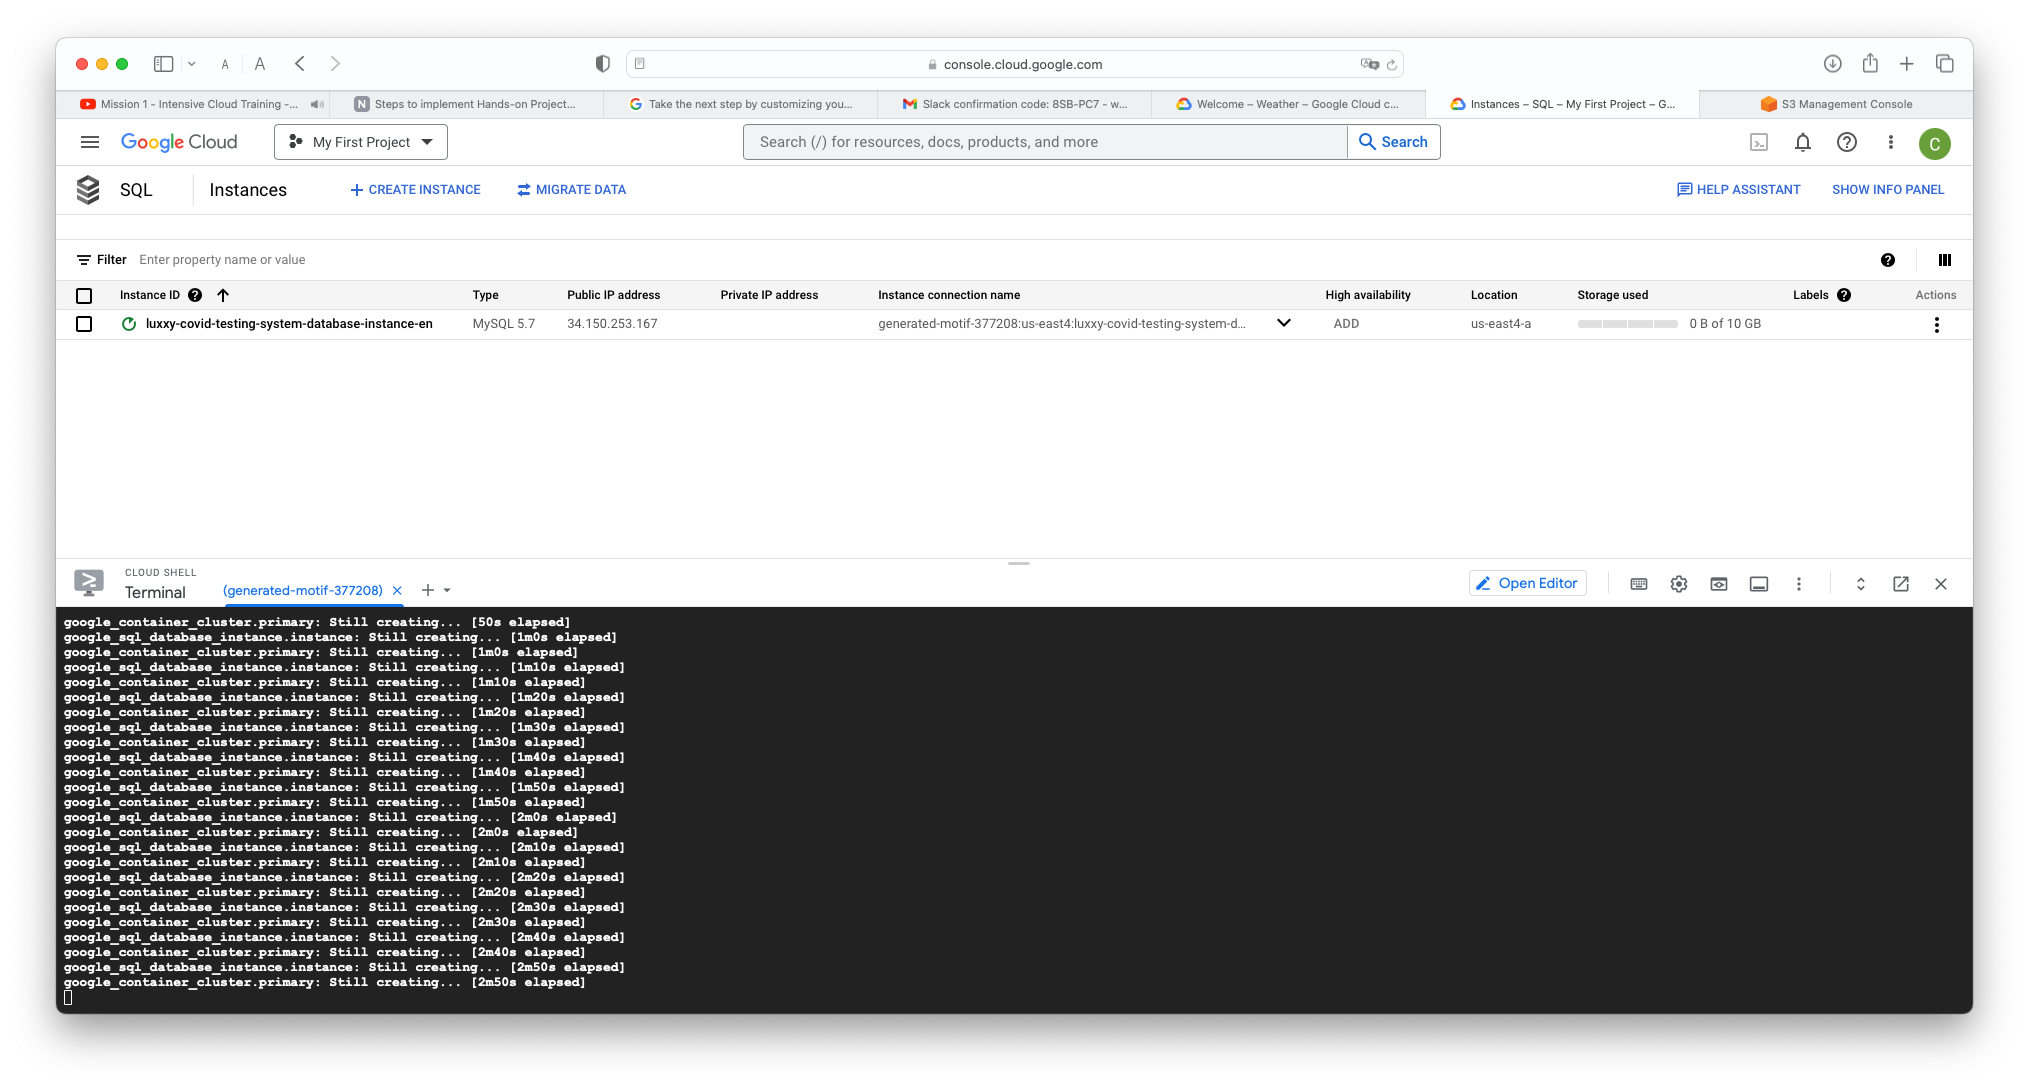 A A console.cloud.google.com
Mission 1 - Intensive Cloud Training -... Steps to implement Hands-on Project... Take the next step by customizing you... Slack confirmation code: 8SB-PC7 - w... Welcome – Weather – Google Cloud c... Instances – SQL – My First Project – G... S3 Management Console
Google Cloud My First Project Search (/) for resources, docs, products, and more Search C
SQL Instances CREATE INSTANCE MIGRATE DATA HELP ASSISTANT SHOW INFO PANEL
Filter Enter property name or value
Instance ID Type Public IP address Private IP address Instance connection name High availability Location Storage used Labels Actions
luxxy-covid-testing-system-database-instance-en MySQL 5.7 34.150.253.167 generated-motif-377208:us-east4:luxxy-covid-testing-system-d... ADD us-east4-a 0 B of 10 GB
CLOUD SHELL
Terminal (generated-motif-377208) Open Editor
google_container_cluster.primary: Still creating... [50s elapsed]
google_sql_database_instance.instance: Still creating... [1m0s elapsed]
google_container_cluster.primary: Still creating... [1m0s elapsed]
google_sql_database_instance.instance: Still creating... [1m10s elapsed]
google_container_cluster.primary: Still creating... [1m10s elapsed]
google_sql_database_instance.instance: Still creating... [1m20s elapsed]
google_container_cluster.primary: Still creating... [1m20s elapsed]
google_sql_database_instance.instance: Still creating... [1m30s elapsed]
google_container_cluster.primary: Still creating... [1m30s elapsed]
google_sql_database_instance.instance: Still creating... [1m40s elapsed]
google_container_cluster.primary: Still creating... [1m40s elapsed]
google_sql_database_instance.instance: Still creating... [1m50s elapsed]
google_container_cluster.primary: Still creating... [1m50s elapsed]
google_sql_database_instance.instance: Still creating... [2m0s elapsed]
google_container_cluster.primary: Still creating... [2m0s elapsed]
google_sql_database_instance.instance: Still creating... [2m10s elapsed]
google_container_cluster.primary: Still creating... [2m10s elapsed]
google_sql_database_instance.instance: Still creating... [2m20s elapsed]
google_container_cluster.primary: Still creating... [2m20s elapsed]
google_sql_database_instance.instance: Still creating... [2m30s elapsed]
google_container_cluster.primary: Still creating... [2m30s elapsed]
google_sql_database_instance.instance: Still creating... [2m40s elapsed]
google_container_cluster.primary: Still creating... [2m40s elapsed]
google_sql_database_instance.instance: Still creating... [2m50s elapsed]
google_container_cluster.primary: Still creating... [2m50s elapsed]